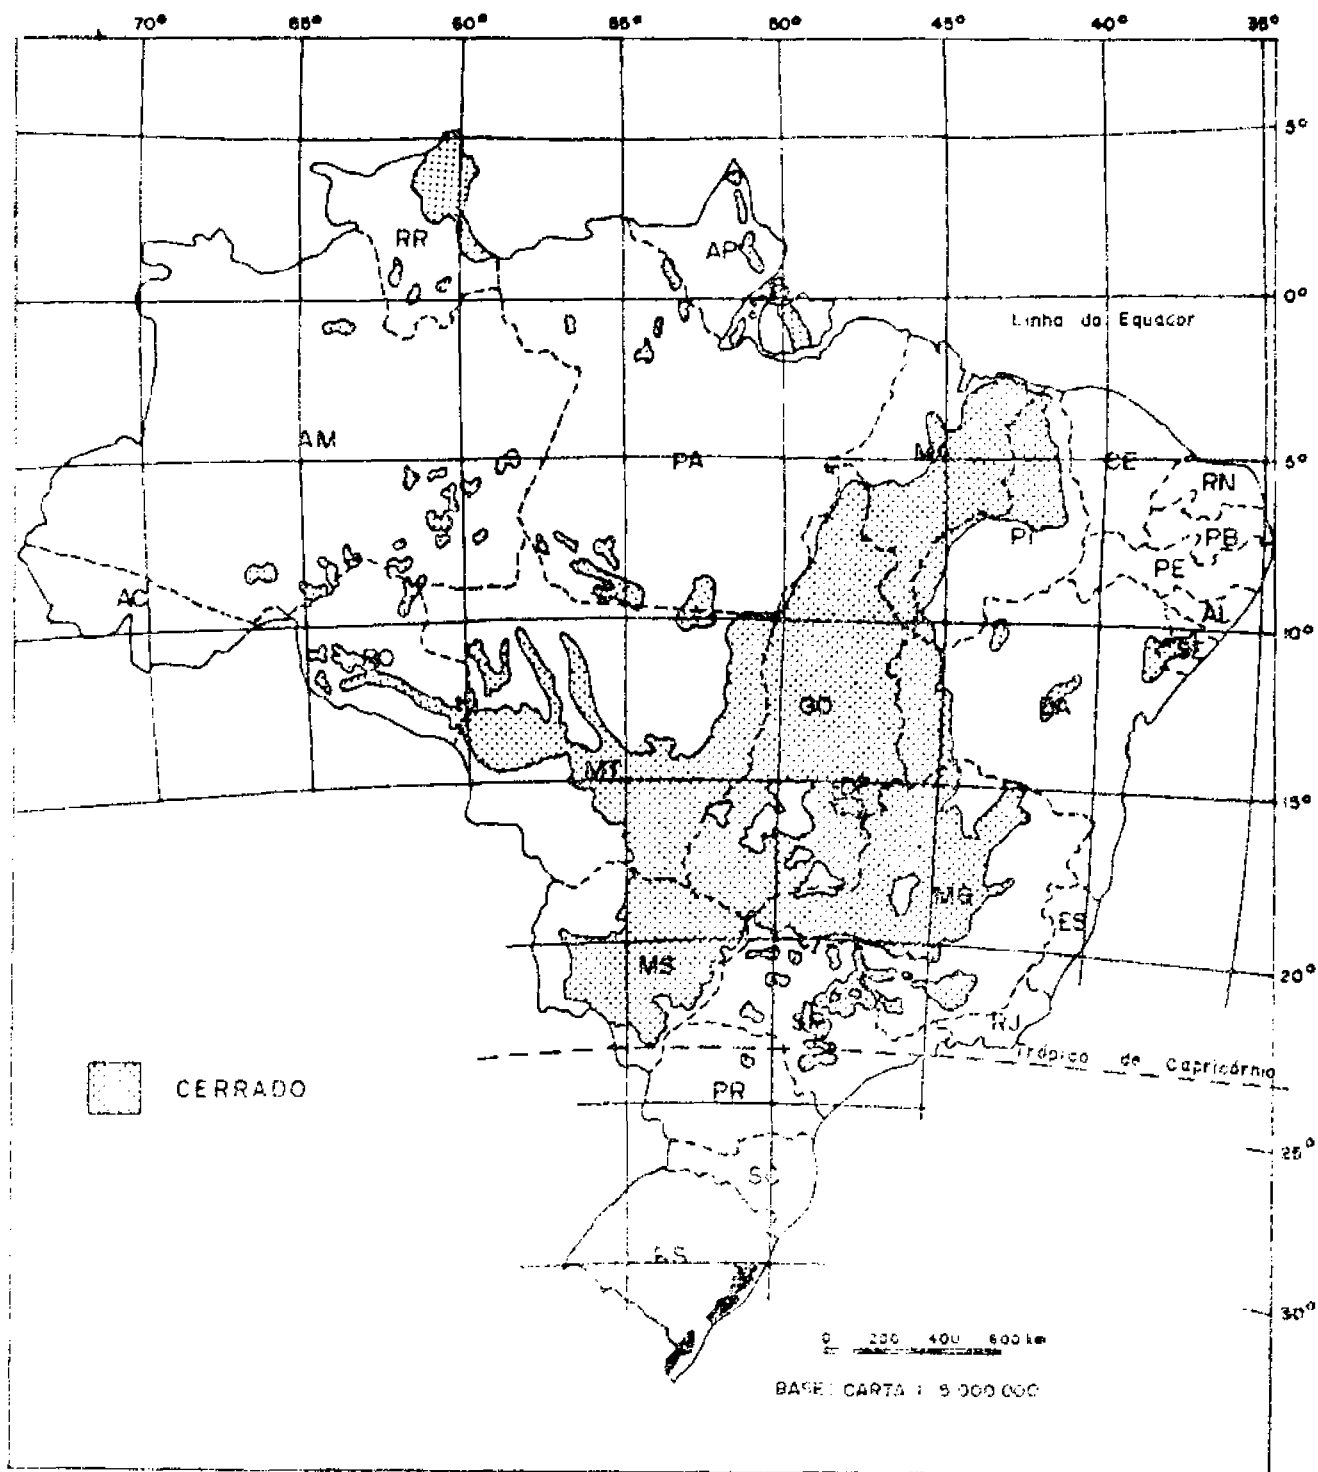 70° 65° 60° 55° 50° 45° 40° 35°
5°
RR
AP
0°
Linha do Equador
AM
PA
MA
CE
5°
RN
PI
PB
PE
AC
AL
10°
SE
RO
GO
BA
MT
DF
15°
MG
ES
MS
20°
SP
RJ
Trópico de Capricórnio
CERRADO
PR
25°
SC
RS
30°
0 200 400 600 km
BASE: CARTA 1: 5 000 000